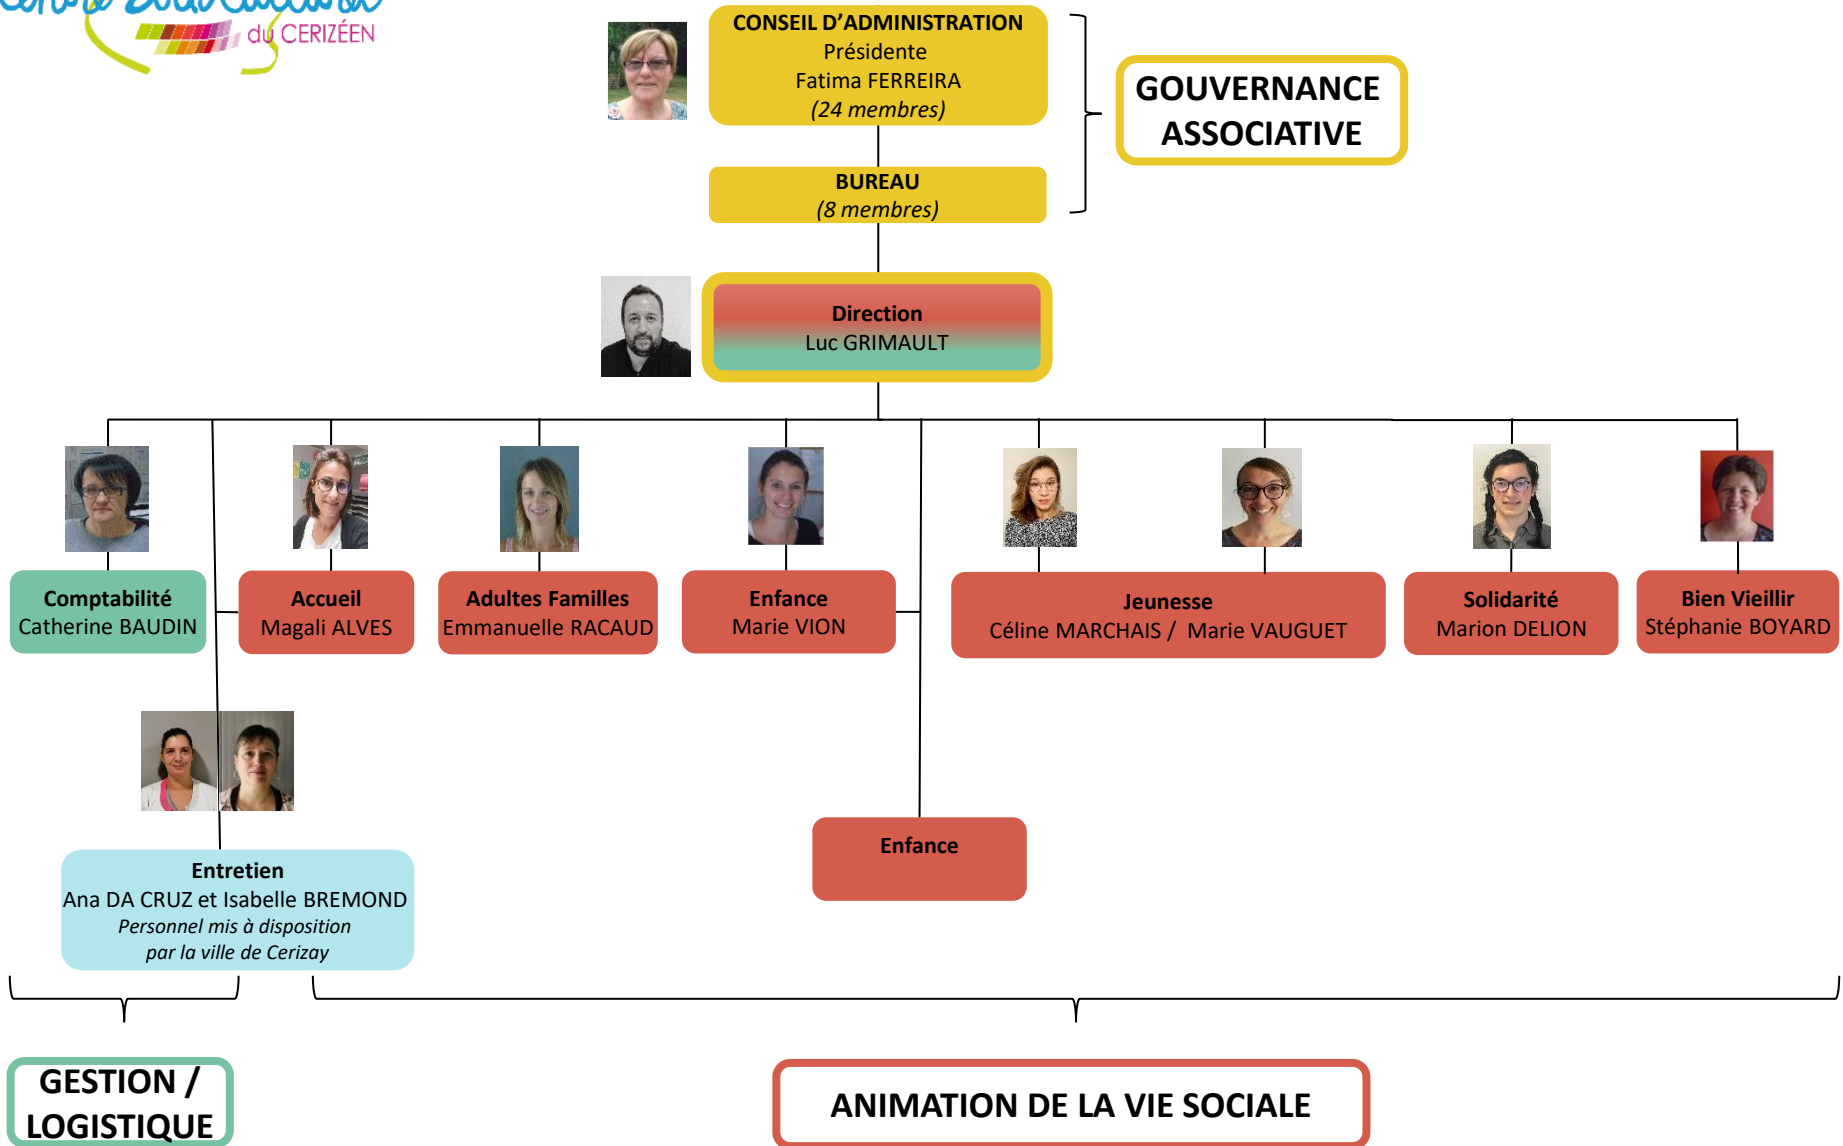 du CERIZÉEN
CONSEIL D’ADMINISTRATION
Présidente
Fatima FERREIRA
(24 membres)
GOUVERNANCE
ASSOCIATIVE
BUREAU
(8 membres)
Direction
Luc GRIMAULT
Comptabilité
Catherine BAUDIN
Accueil
Magali ALVES
Adultes Familles
Emmanuelle RACAUD
Enfance
Marie VION
Jeunesse
Céline MARCHAIS / Marie VAUGUET
Solidarité
Marion DELION
Bien Vieillir
Stéphanie BOYARD
Entretien
Ana DA CRUZ et Isabelle BREMOND
Personnel mis à disposition
par la ville de Cerizay
Enfance
GESTION /
LOGISTIQUE
ANIMATION DE LA VIE SOCIALE